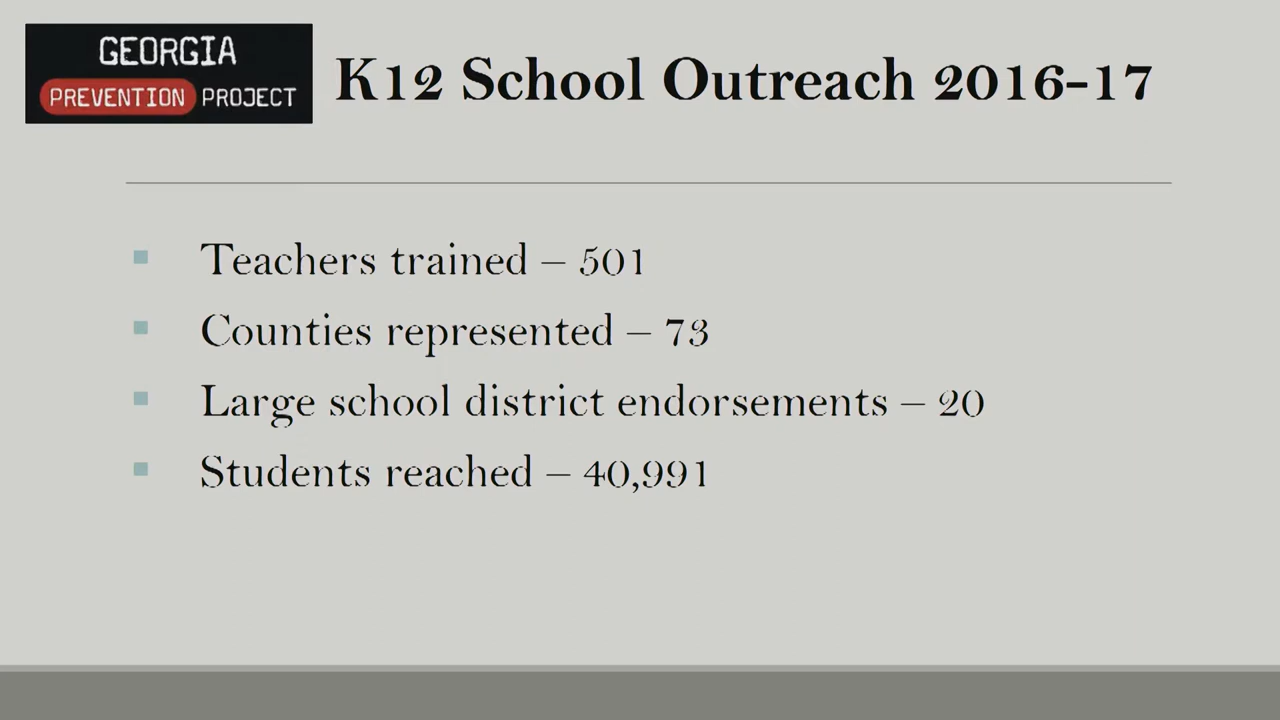 GEORGIA
PREVENTION PROJECT
K12 School Outreach 2016-17
Teachers trained – 501
Counties represented – 73
Large school district endorsements – 20
Students reached – 40,991